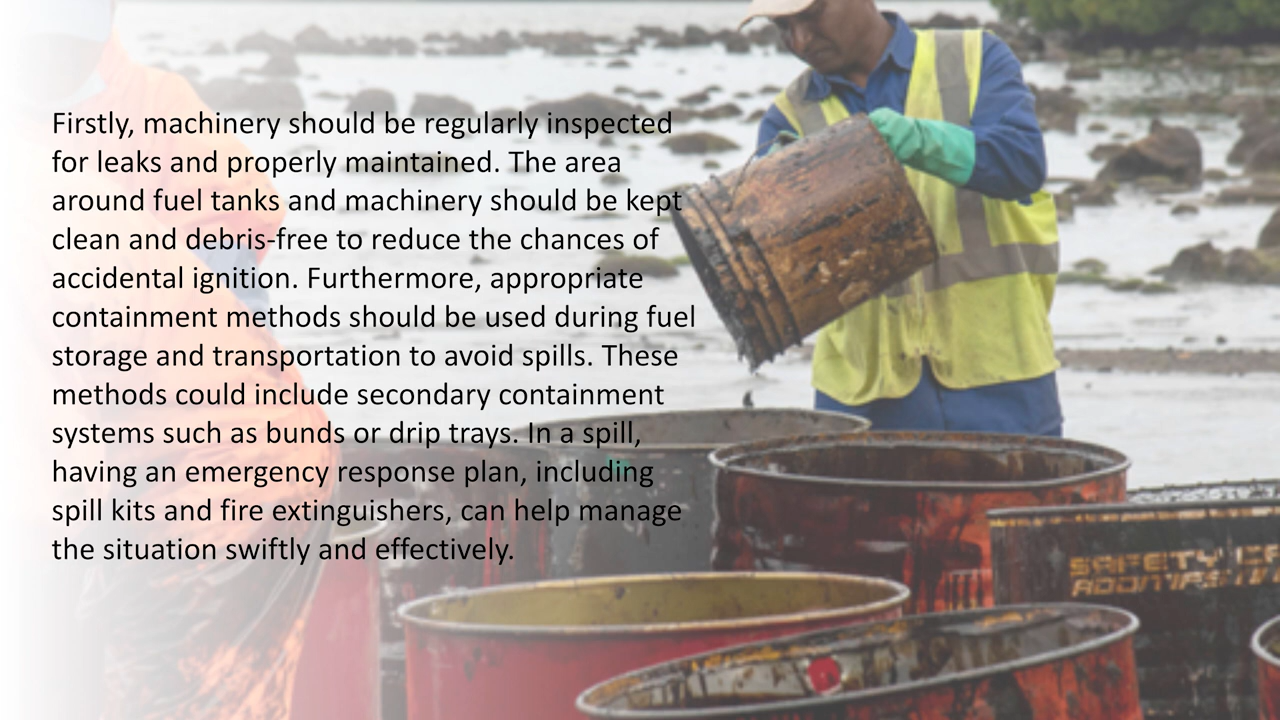 Firstly, machinery should be regularly inspected
for leaks and properly maintained. The area
around fuel tanks and machinery should be kept
clean and debris-free to reduce the chances of
accidental ignition. Furthermore, appropriate
containment methods should be used during fuel
storage and transportation to avoid spills. These
methods could include secondary containment
systems such as bunds or drip trays. In a spill,
having an emergency response plan, including
spill kits and fire extinguishers, can help manage
the situation swiftly and effectively.
SAFETY